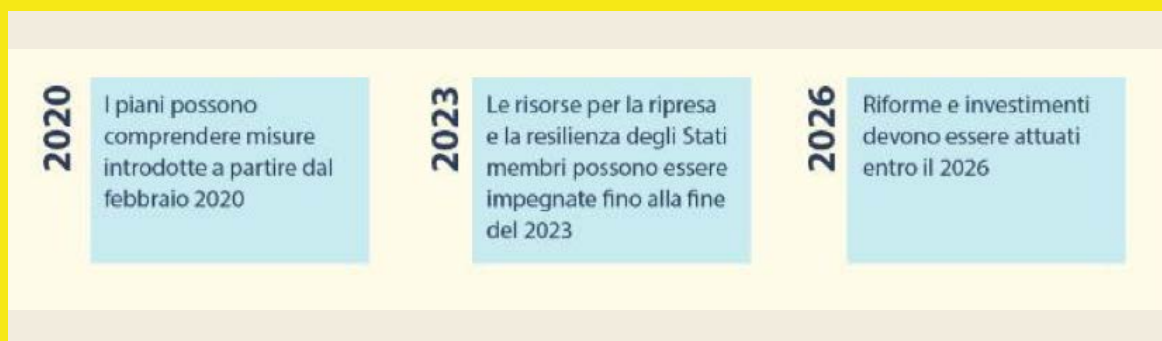 2020
I piani possono
comprendere misure
introdotte a partire dal
febbraio 2020
2023
Le risorse per la ripresa
e la resilienza degli Stati
membri possono essere
impegnate fino alla fine
del 2023
2026
Riforme e investimenti
devono essere attuati
entro il 2026